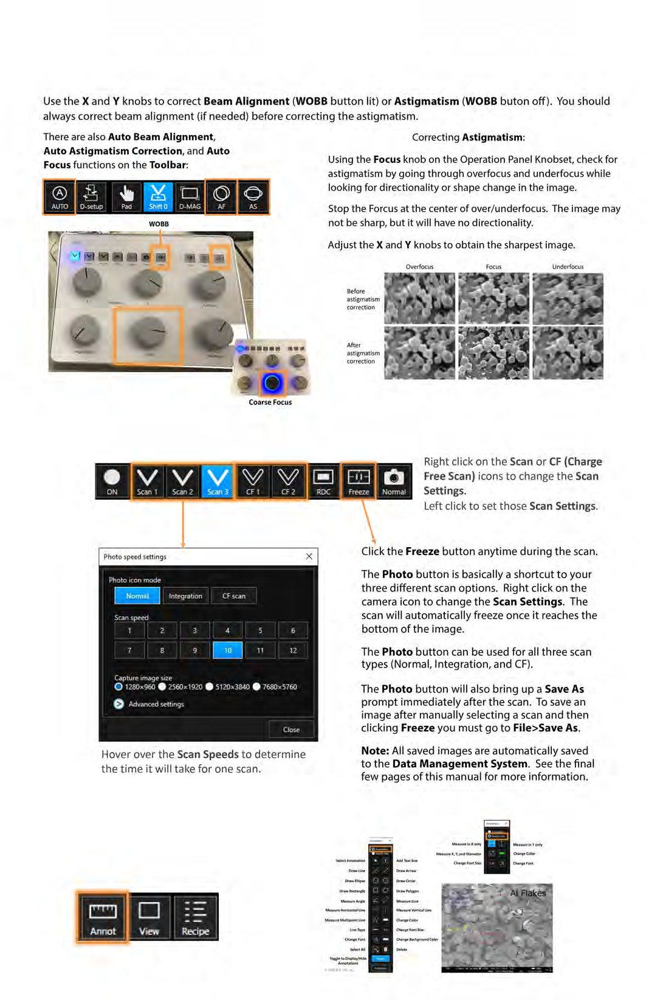 Use the X and Y knobs to correct Beam Alignment (WOBB button lit) or Astigmatism (WOBB buton off). You should
always correct beam alignment (if needed) before correcting the astigmatism.
There are also Auto Beam Alignment,
Auto Astigmatism Correction, and Auto
Focus functions on the Toolbar:
AUTO D-setup Pad Shift 0 D-MAG AF AS
WOBB
Coarse Focus
Correcting Astigmatism:
Using the Focus knob on the Operation Panel Knobset, check for
astigmatism by going through overfocus and underfocus while
looking for directionality or shape change in the image.
Stop the Forcus at the center of over/underfocus. The image may
not be sharp, but it will have no directionality.
Adjust the X and Y knobs to obtain the sharpest image.
Overfocus Focus Underfocus
Before
astigmatism
correction
After
astigmatism
correction
ON Scan 1 Scan 2 Scan 3 CF 1 CF 2 RDC Freeze Normal
Right click on the Scan or CF (Charge
Free Scan) icons to change the Scan
Settings.
Left click to set those Scan Settings.
Photo speed settings
Photo icon mode
Normal Integration CF scan
Scan speed
1 2 3 4 5 6
7 8 9 10 11 12
Capture image size
1280×960 2560×1920 5120×3840 7680×5760
Advanced settings
Close
Hover over the Scan Speeds to determine
the time it will take for one scan.
Click the Freeze button anytime during the scan.
The Photo button is basically a shortcut to your
three different scan options. Right click on the
camera icon to change the Scan Settings. The
scan will automatically freeze once it reaches the
bottom of the image.
The Photo button can be used for all three scan
types (Normal, Integration, and CF).
The Photo button will also bring up a Save As
prompt immediately after the scan. To save an
image after manually selecting a scan and then
clicking Freeze you must go to File>Save As.
Note: All saved images are automatically saved
to the Data Management System. See the final
few pages of this manual for more information.
Annot View Recipe
Select Annotation Add Text Box
Draw Line Draw Arrow
Draw Ellipse Draw Circle
Draw Rectangle Draw Polygon
Measure Angle Measure Line
Measure Horizontal Line Measure Vertical Line
Measure Multipoint Line Change Color
Line Type Change Font Size
Change Font Change Background Color
Select All Delete
Toggle to Display/Hide
Annotations
Measure in X only Measure in Y only
Measure X, Y, and Diameter Change Color
Change Font Size Change Font
Al Flakes